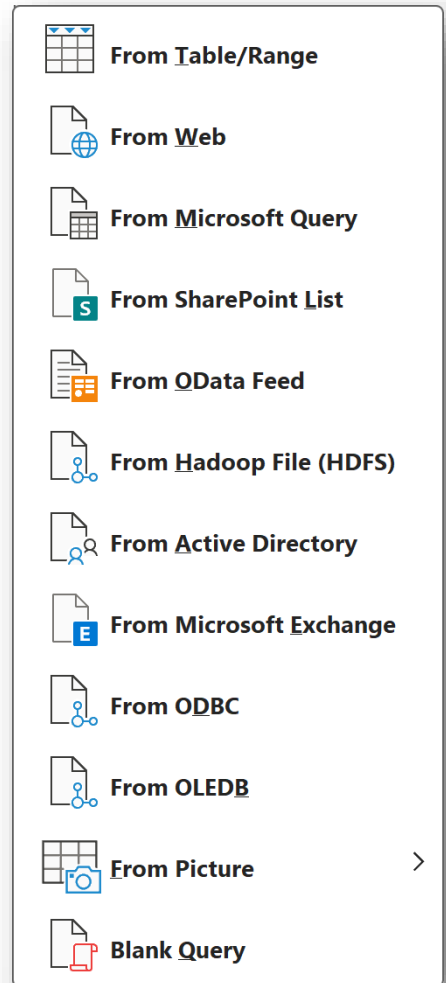 From Table/Range
From Web
From Microsoft Query
From SharePoint List
S
From OData Feed
From Hadoop File (HDFS)
From Active Directory
From Microsoft Exchange
E
From ODBC
From OLEDB
From Picture
Blank Query